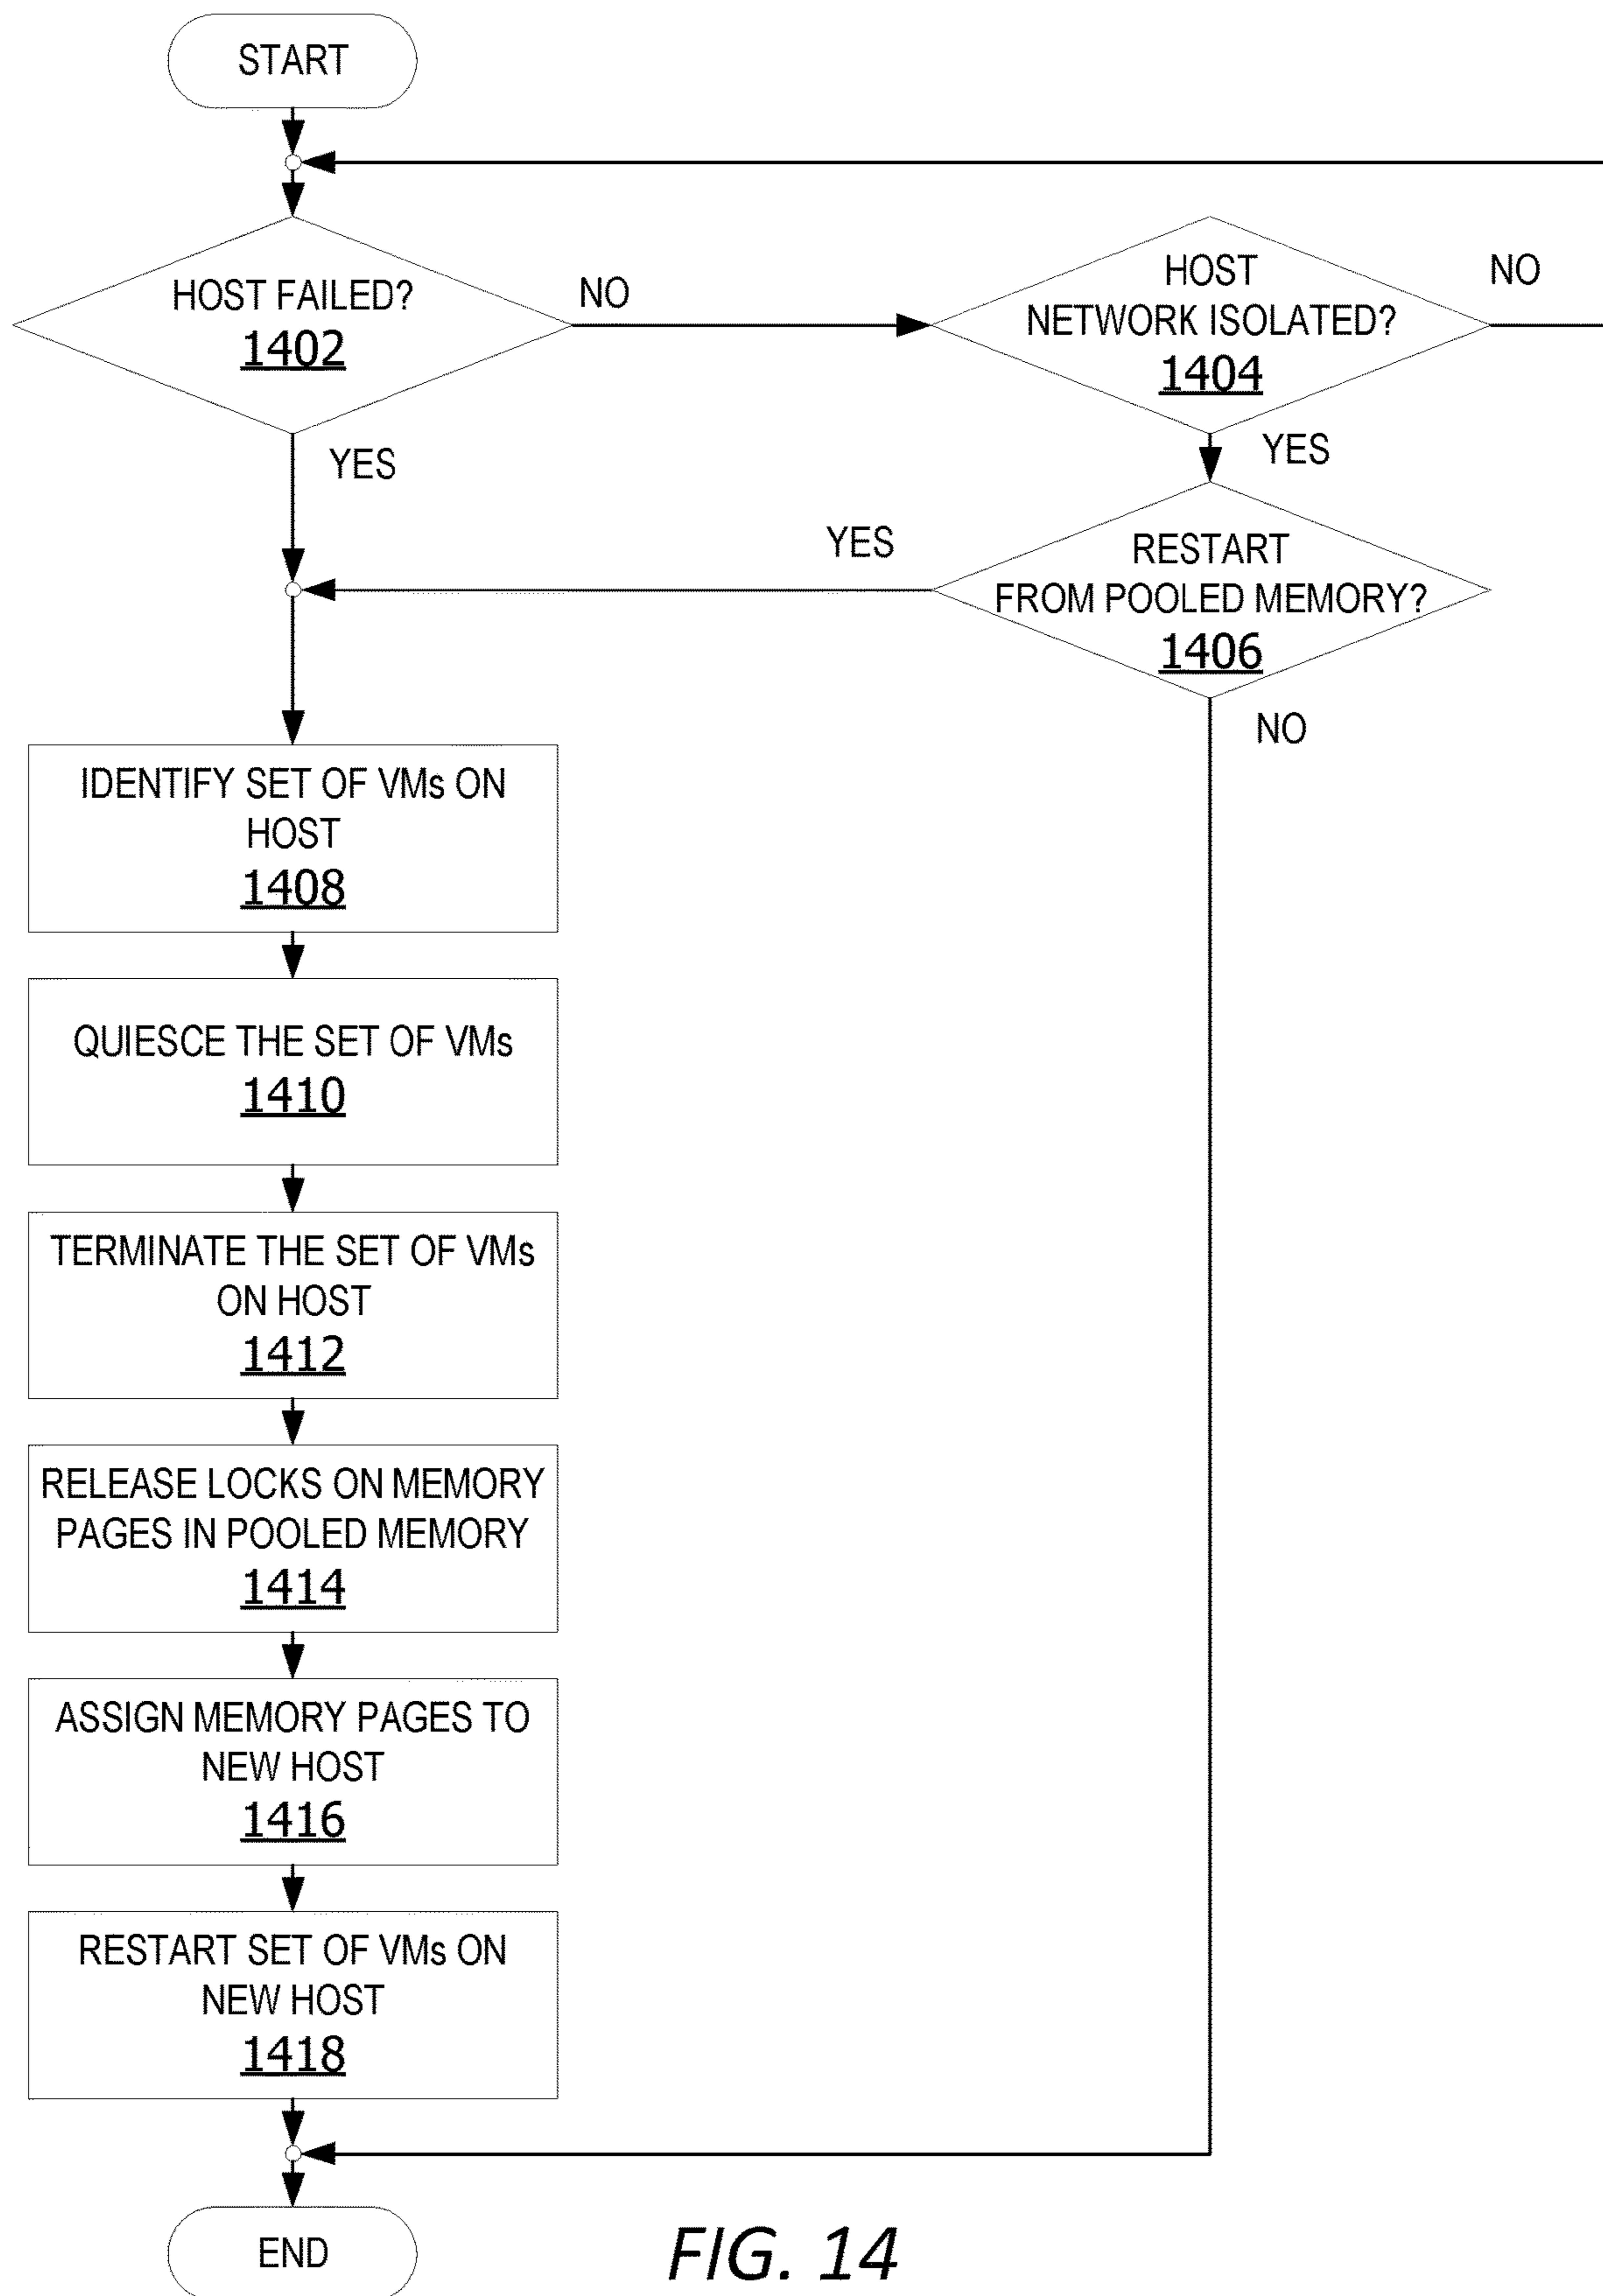 START
HOST FAILED?
1402
NO
HOST
NETWORK ISOLATED?
1404
NO
YES
YES
YES
RESTART
FROM POOLED MEMORY?
1406
NO
IDENTIFY SET OF VMs ON
HOST
1408
QUIESCE THE SET OF VMs
1410
TERMINATE THE SET OF VMs
ON HOST
1412
RELEASE LOCKS ON MEMORY
PAGES IN POOLED MEMORY
1414
ASSIGN MEMORY PAGES TO
NEW HOST
1416
RESTART SET OF VMs ON
NEW HOST
1418
END
FIG. 14